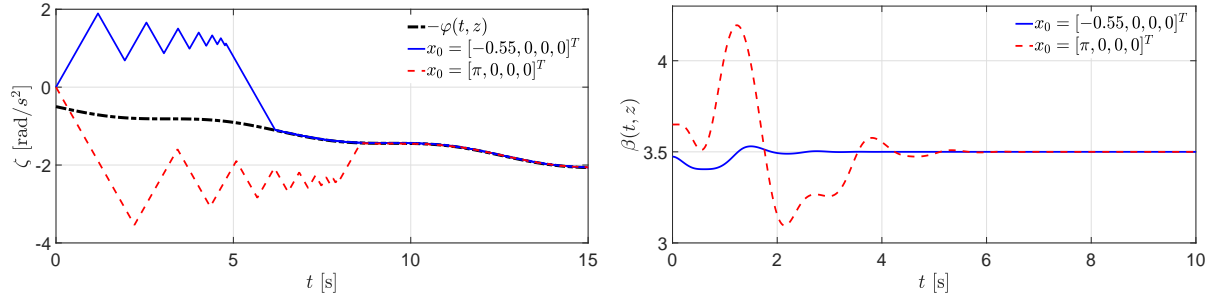 2
0
-2
-4
ζ [rad/s²]
0
5
10
15
t [s]
−φ(t, z)
x₀ = [−0.55, 0, 0, 0]ᵀ
x₀ = [π, 0, 0, 0]ᵀ
4
3.5
3
β(t, z)
0
2
4
6
8
10
t [s]
x₀ = [-0.55, 0, 0, 0]ᵀ
x₀ = [π, 0, 0, 0]ᵀ